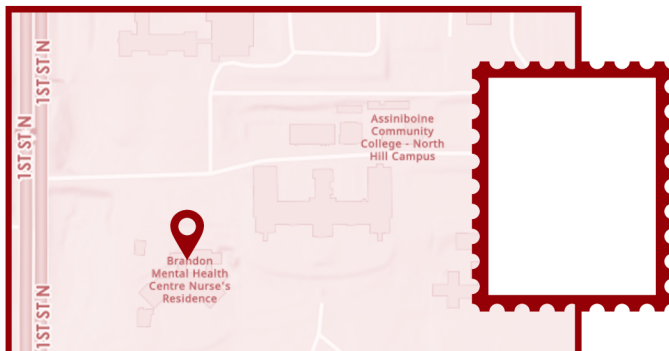 1ST ST N
1ST ST N
Assiniboine
Community
College - North
Hill Campus
Brandon
Mental Health
Centre Nurse's
Residence
1ST ST N